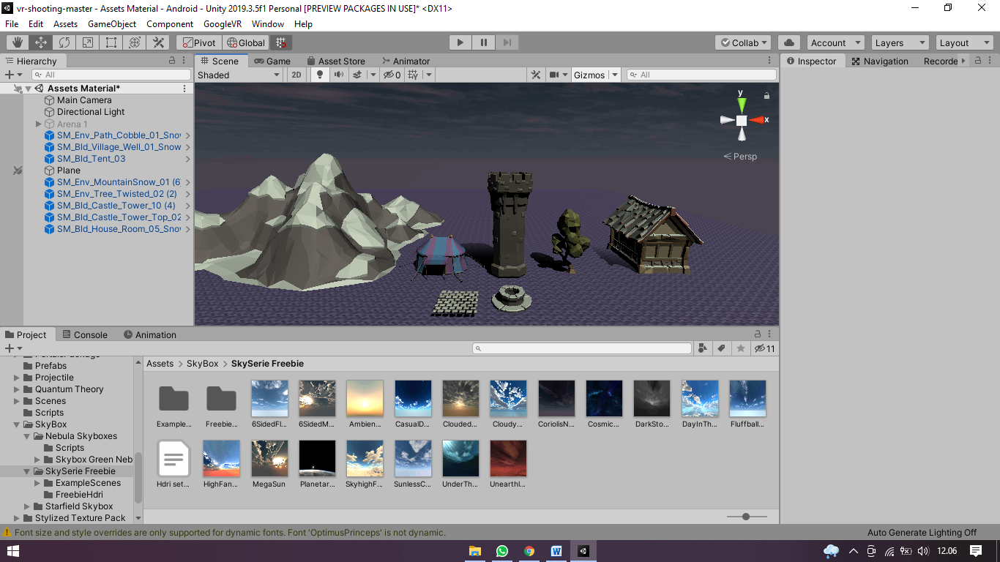 vr-shooting-master - Assets Material - Android - Unity 2019.3.5f1 Personal [PREVIEW PACKAGES IN USE]* <DX11>
File Edit Assets GameObject Component GoogleVR Window Help
Pivot Global Collab Account Layers Layout
Hierarchy Scene Game Asset Store Animator Inspector Navigation Recorde
All Shaded 2D 0 Gizmos All
Assets Material*
Main Camera
Directional Light
Arena 1
SM_Env_Path_Cobble_01_Snov
SM_Bld_Village_Well_01_Snow
SM_Bld_Tent_03
Plane
SM_Env_MountainSnow_01 (6)
SM_Env_Tree_Twisted_02 (2)
SM_Bld_Castle_Tower_10 (4)
SM_Bld_Castle_Tower_Top_02
SM_Bld_House_Room_05_Snov
y
x
Persp
Project Console Animation
11
Prefabs
Projectile
Quantum Theory
Scenes
Scripts
SkyBox
Nebula Skyboxes
Scripts
Skybox Green Neb
SkySerie Freebie
ExampleScenes
FreebieHdri
Starfield Skybox
Stylized Texture Pack
Assets > SkyBox > SkySerie Freebie
Example... Freebie... 6SidedFl... 6SidedM... Ambien... CasualD... Clouded... Cloudy... CoriolisN... Cosmic... DarkSto... DayInTh... Fluffball...
Hdri set... HighFan... MegaSun Planetar... SkyhighF... SunlessC... UnderTh... UnearthI...
Font size and style overrides are only supported for dynamic fonts. Font 'OptimusPrinceps' is not dynamic.
Auto Generate Lighting Off
12.06